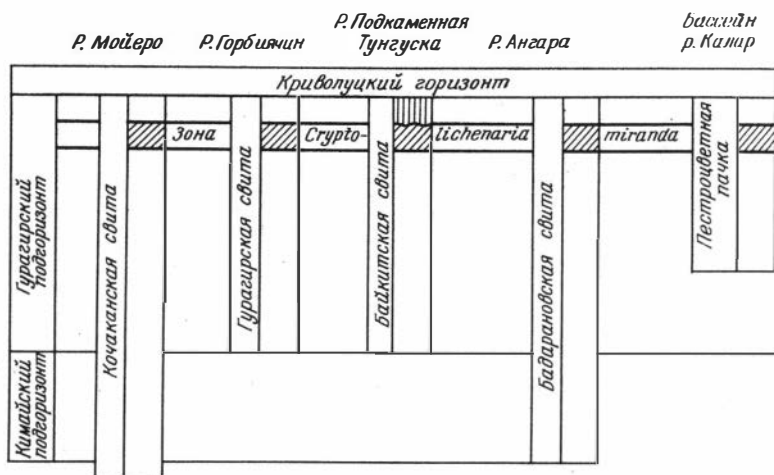 Р. Мойеро
Р. Горбиячин
Р. Подкаменная
Тунгуска
Р. Ангара
Бассейн
р. Калар
Криволуцкий горизонт
Гурагирский
подгоризонт
Кимайский
подгоризонт
Кочаканская свита
Зона
Гурагирская свита
Crypto-
Байкитская свита
lichenaria
Бадарановская свита
miranda
Пестроцветная
пачка